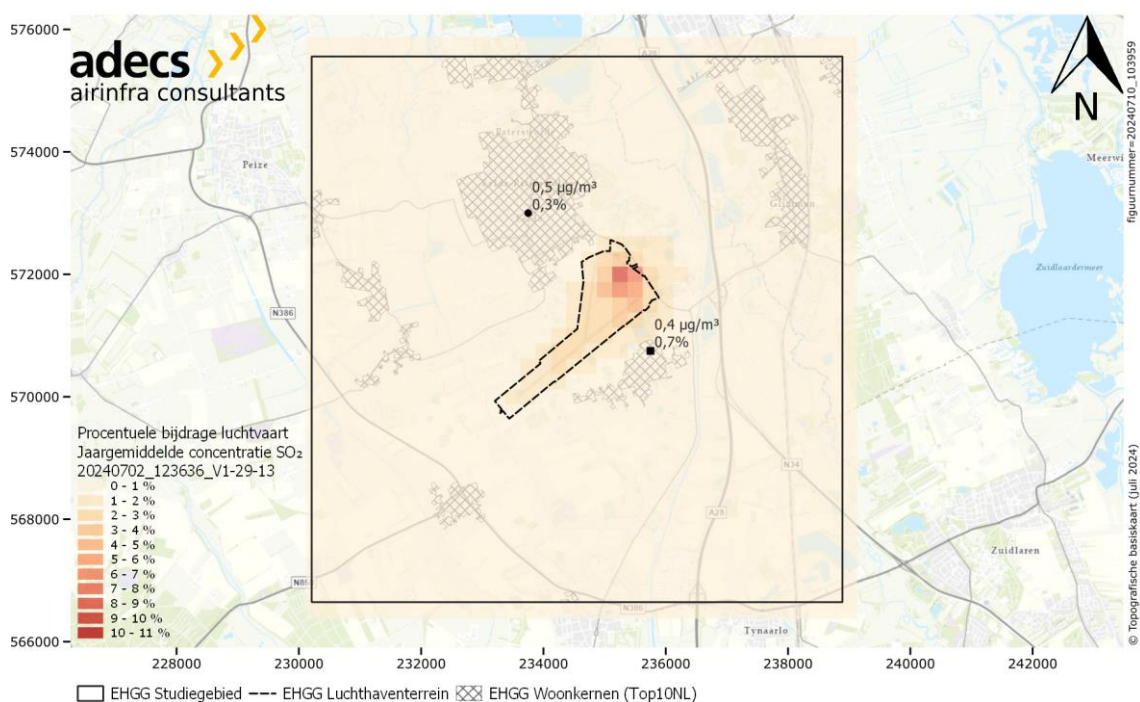 576000
574000
572000
570000
568000
566000
adecs
airinfra consultants
N
figuurnummer=20240710_103959
A28
Peize
Meerwi
0,5 µg/m³
0,3%
Zuidlaardermeer
N386
0,4 µg/m³
0,7%
Procentuele bijdrage luchtvaart
Jaargemiddelde concentratie SO₂
20240702_123636_V1-29-13
0 - 1 %
1 - 2 %
2 - 3 %
3 - 4 %
4 - 5 %
5 - 6 %
6 - 7 %
7 - 8 %
8 - 9 %
9 - 10 %
10 - 11 %
N34
A28
Zuidlaren
N386
Tynaarlo
© Topografische basiskaart (juli 2024)
228000
230000
232000
234000
236000
238000
240000
242000
EHGG Studiegebied
EHGG Luchthaventerrein
EHGG Woonkernen (Top10NL)